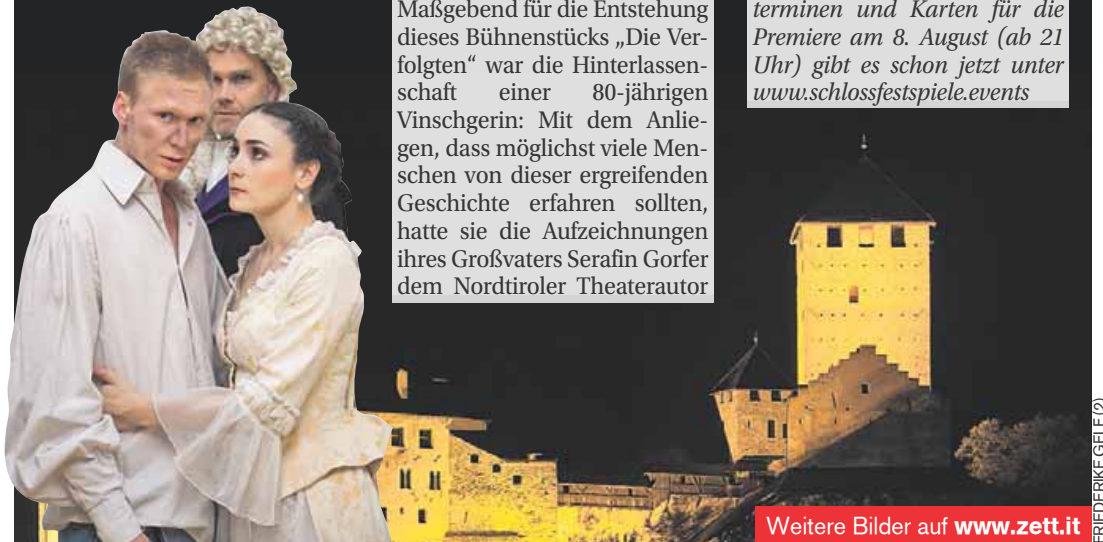 Maßgebend für die Entstehung
dieses Bühnenstücks „Die Ver-
folgten“ war die Hinterlassen-
schaft einer 80-jährigen
Vinschgerin: Mit dem Anlie-
gen, dass möglichst viele Men-
schen von dieser ergreifenden
Geschichte erfahren sollten,
hatte sie die Aufzeichnungen
ihres Großvaters Serafin Gorfer
dem Nordtiroler Theaterautor
terminen und Karten für die
Premiere am 8. August (ab 21
Uhr) gibt es schon jetzt unter
www.schlossfestspiele.events
Weitere Bilder auf www.zett.it
FRIEDERIKE GELF (2)